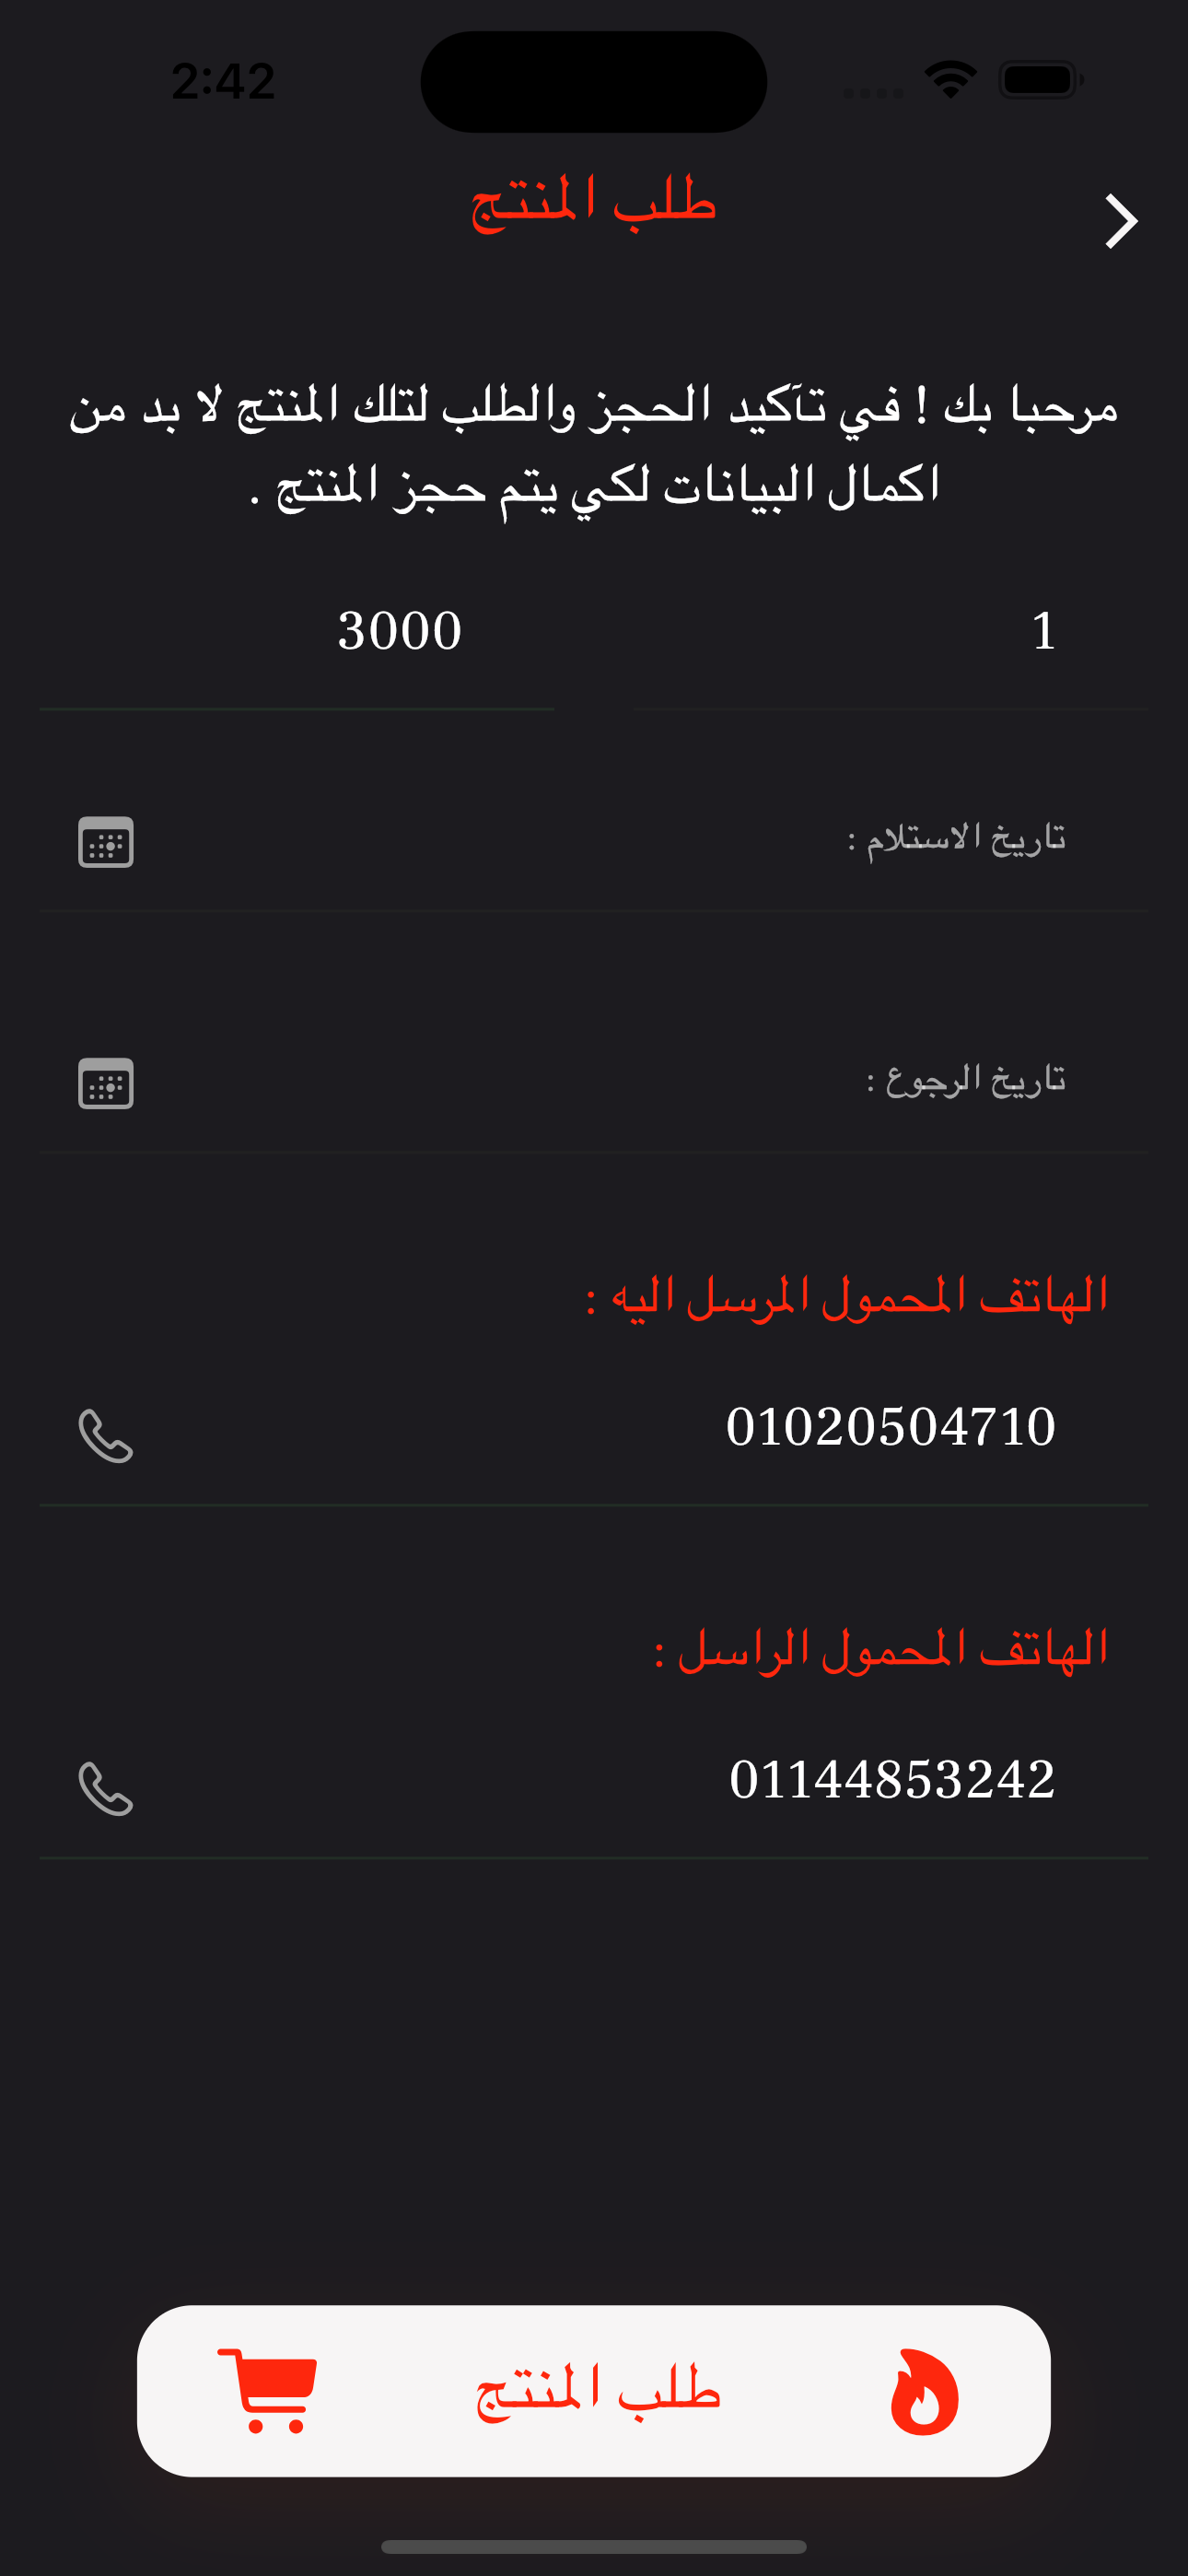 2:42
طلب المنتج
مرحبا بك ! في تآكيد الحجز والطلب لتلك المنتج لا بد من
اكمال البيانات لكي يتم حجز المنتج .
1
3000
تاريخ الاستلام :
تاريخ الرجوع :
الهاتف المحمول المرسل اليه :
01020504710
الهاتف المحمول الراسل :
01144853242
طلب المنتج